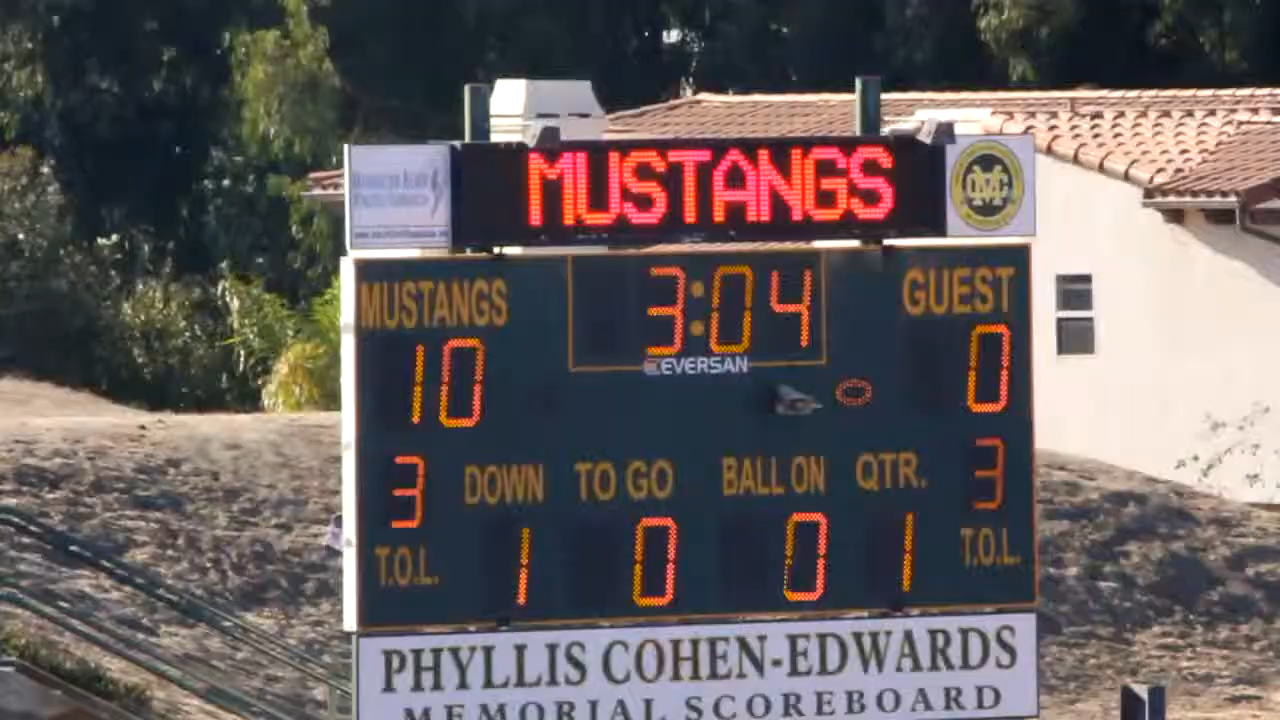 MUSTANGS
MC
MUSTANGS 3:04 GUEST
EVERSAN
10 0
3 DOWN TO GO BALL ON QTR. 3
T.O.L. 1 0 0 1 T.O.L.
PHYLLIS COHEN-EDWARDS
MEMORIAL SCOREBOARD